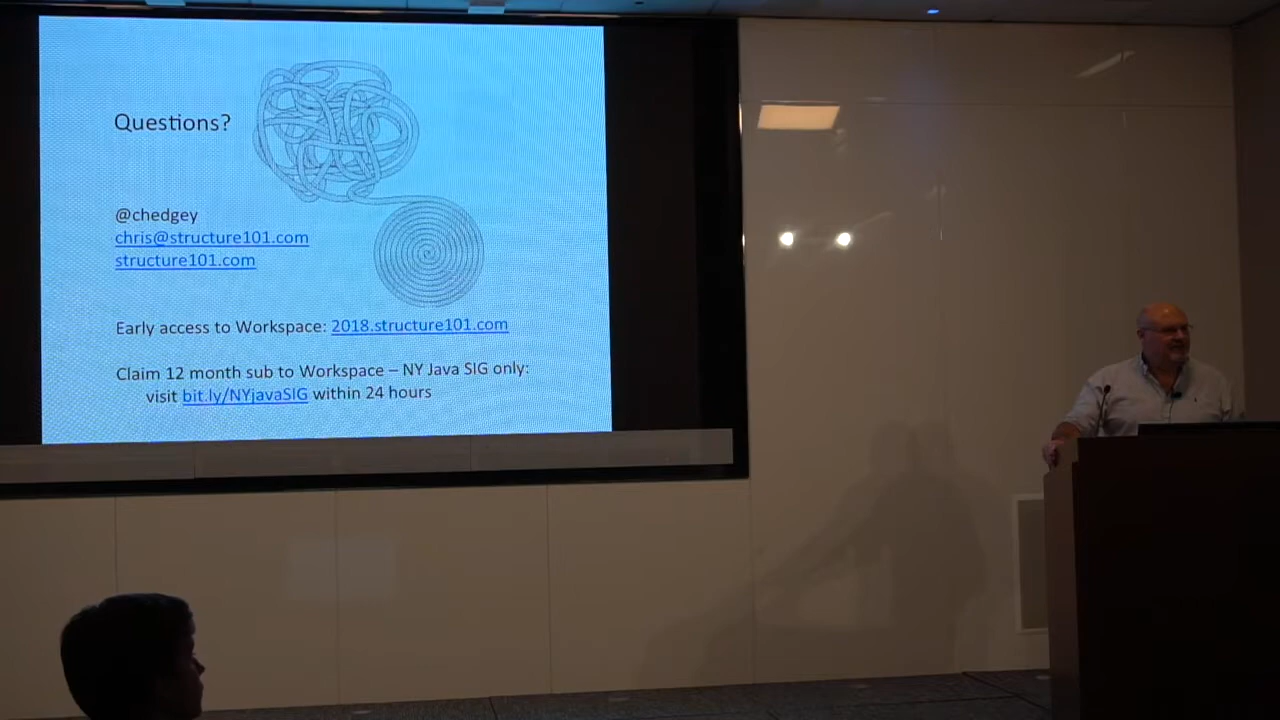 Questions?
@chedgey
chris@structure101.com
structure101.com
Early access to Workspace: 2018.structure101.com
Claim 12 month sub to Workspace – NY Java SIG only:
visit bit.ly/NYjavaSIG within 24 hours